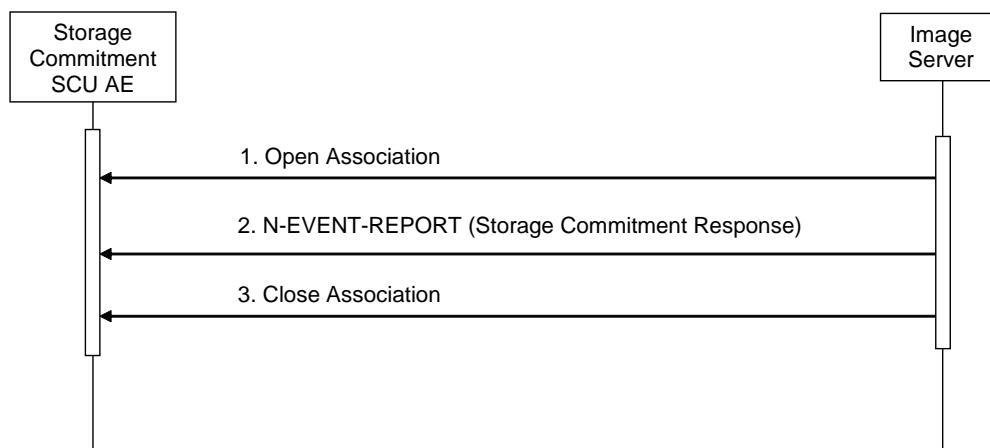 Storage
Commitment
SCU AE
Image
Server
1. Open Association
2. N-EVENT-REPORT (Storage Commitment Response)
3. Close Association